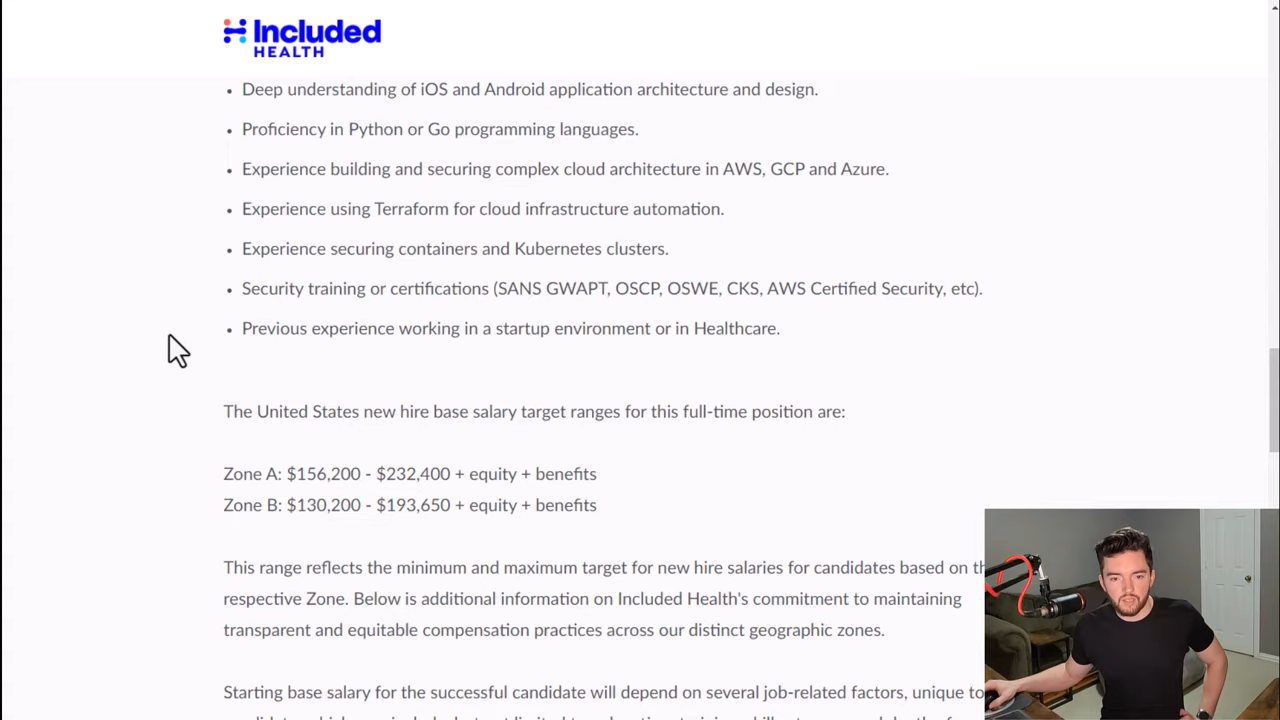 Included
HEALTH
• Deep understanding of iOS and Android application architecture and design.
• Proficiency in Python or Go programming languages.
• Experience building and securing complex cloud architecture in AWS, GCP and Azure.
• Experience using Terraform for cloud infrastructure automation.
• Experience securing containers and Kubernetes clusters.
• Security training or certifications (SANS GWAPT, OSCP, OSWE, CKS, AWS Certified Security, etc).
• Previous experience working in a startup environment or in Healthcare.
The United States new hire base salary target ranges for this full-time position are:
Zone A: $156,200 - $232,400 + equity + benefits
Zone B: $130,200 - $193,650 + equity + benefits
This range reflects the minimum and maximum target for new hire salaries for candidates based on
respective Zone. Below is additional information on Included Health's commitment to maintaining
transparent and equitable compensation practices across our distinct geographic zones.
Starting base salary for the successful candidate will depend on several job-related factors, unique to